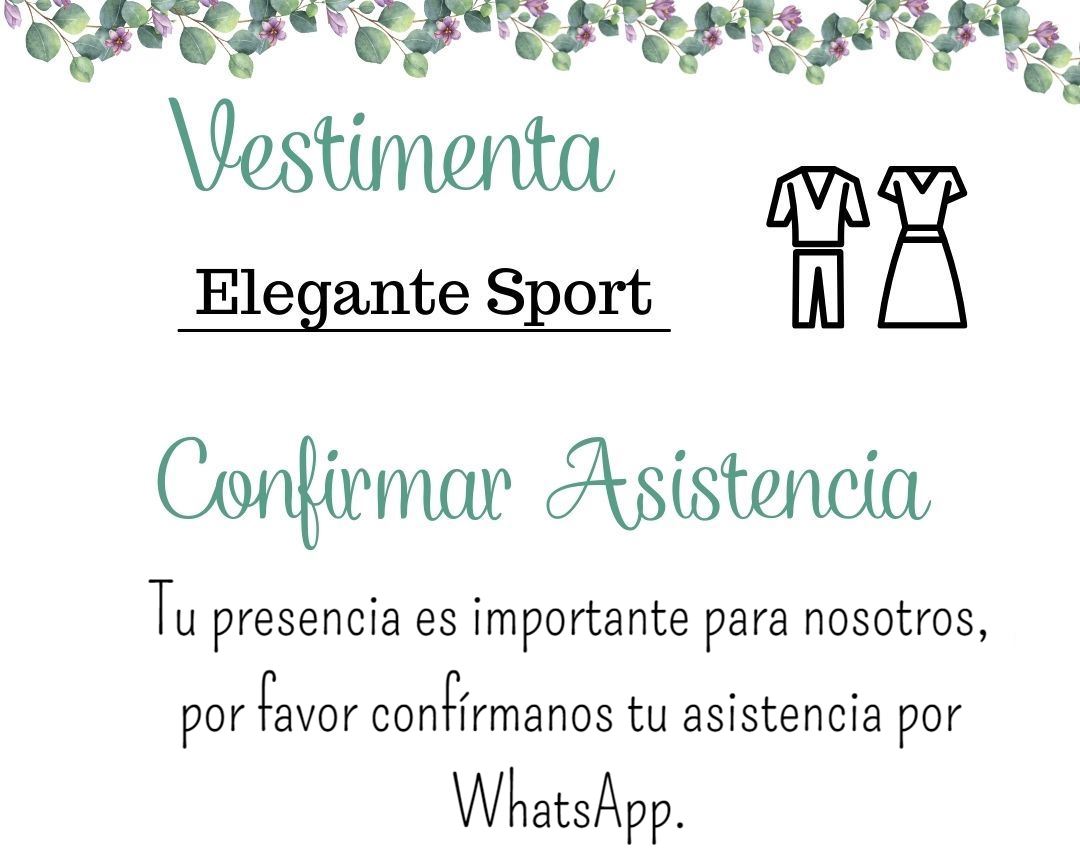 Vestimenta
Elegante Sport
Confirmar Asistencia
Tu presencia es importante para nosotros,
por favor confírmanos tu asistencia por
WhatsApp.